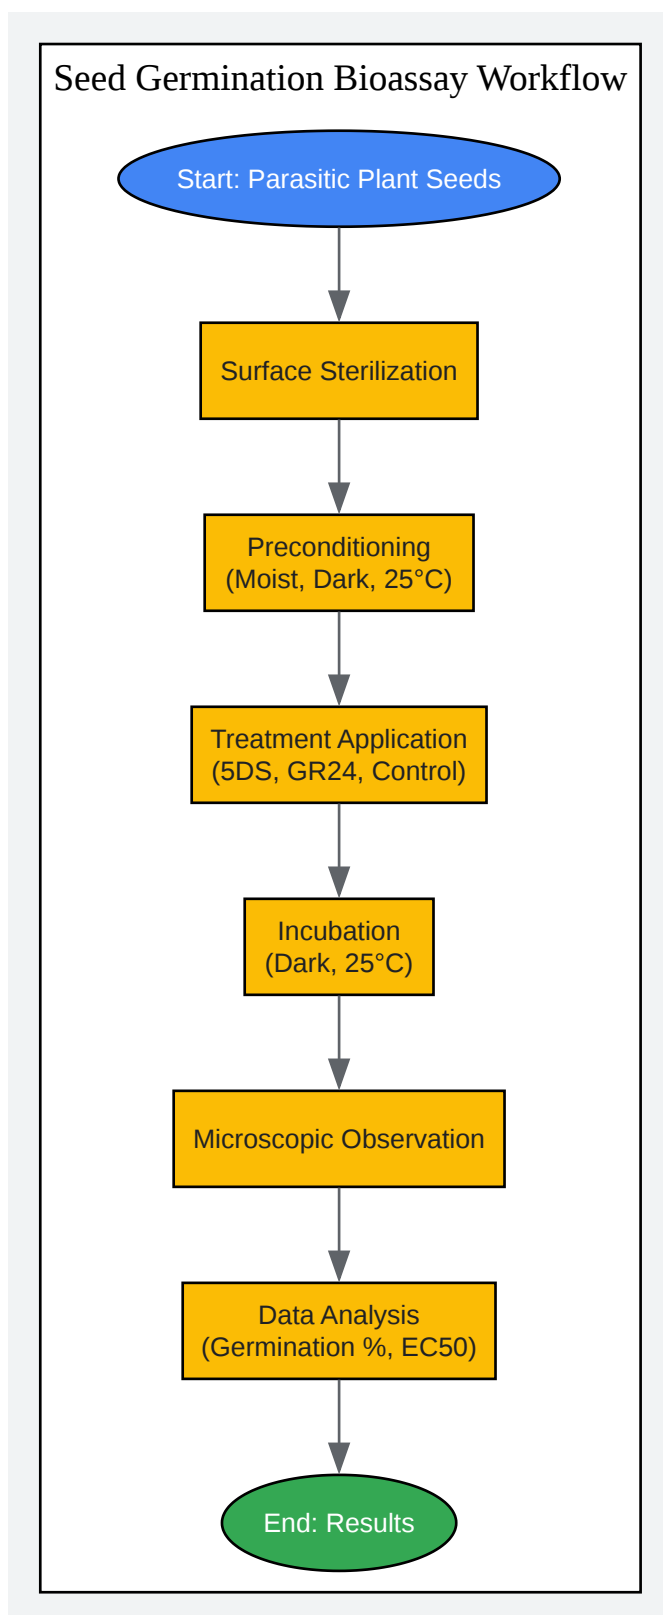 Seed Germination Bioassay Workflow
Start: Parasitic Plant Seeds
Surface Sterilization
Preconditioning
(Moist, Dark, 25°C)
Treatment Application
(5DS, GR24, Control)
Incubation
(Dark, 25°C)
Microscopic Observation
Data Analysis
(Germination %, EC50)
End: Results